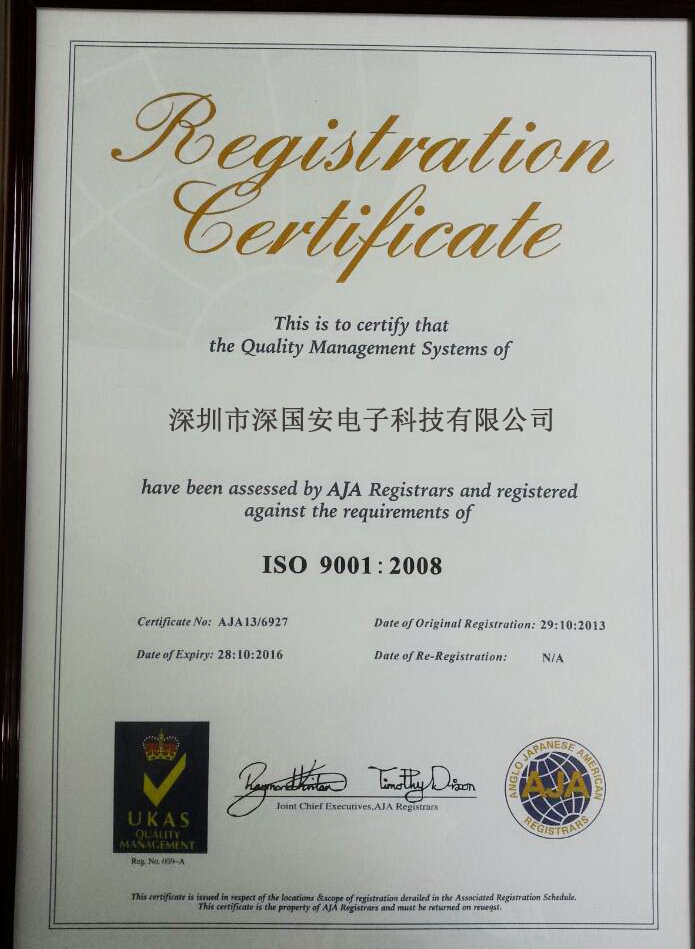 Registration
Certificate
This is to certify that
the Quality Management Systems of
深圳市深国安电子科技有限公司
have been assessed by AJA Registrars and registered
against the requirements of
ISO 9001:2008
Certificate No: AJA13/6927
Date of Original Registration: 29:10:2013
Date of Expiry: 28:10:2016
Date of Re-Registration: N/A
UKAS
QUALITY
MANAGEMENT
Reg. No. 059-A
Timothy Dixon
Joint Chief Executives,AJA Registrars
ANGLO JAPANESE AMERICAN
AJA
REGISTRARS
This certificate is issued in respect of the locations &scope of registration derailed in the Associated Registration Schedule.
This certificate is the property of AJA Registrars and must be returned on reueqst.